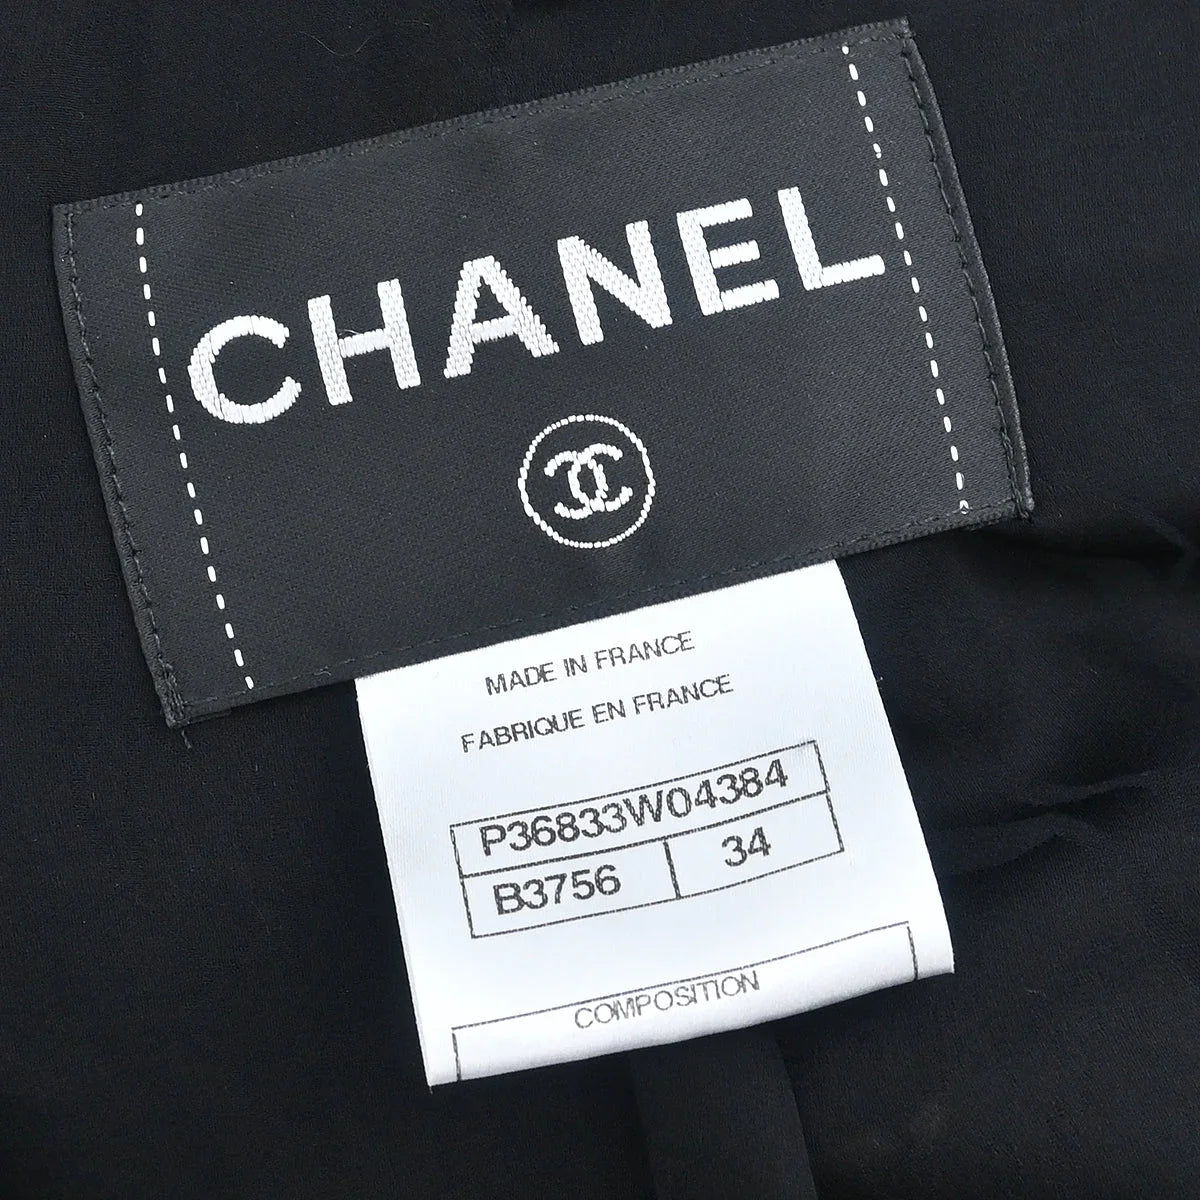 CHANEL
MADE IN FRANCE
FABRIQUE EN FRANCE
P36833W04384
B3756 34
COMPOSITION